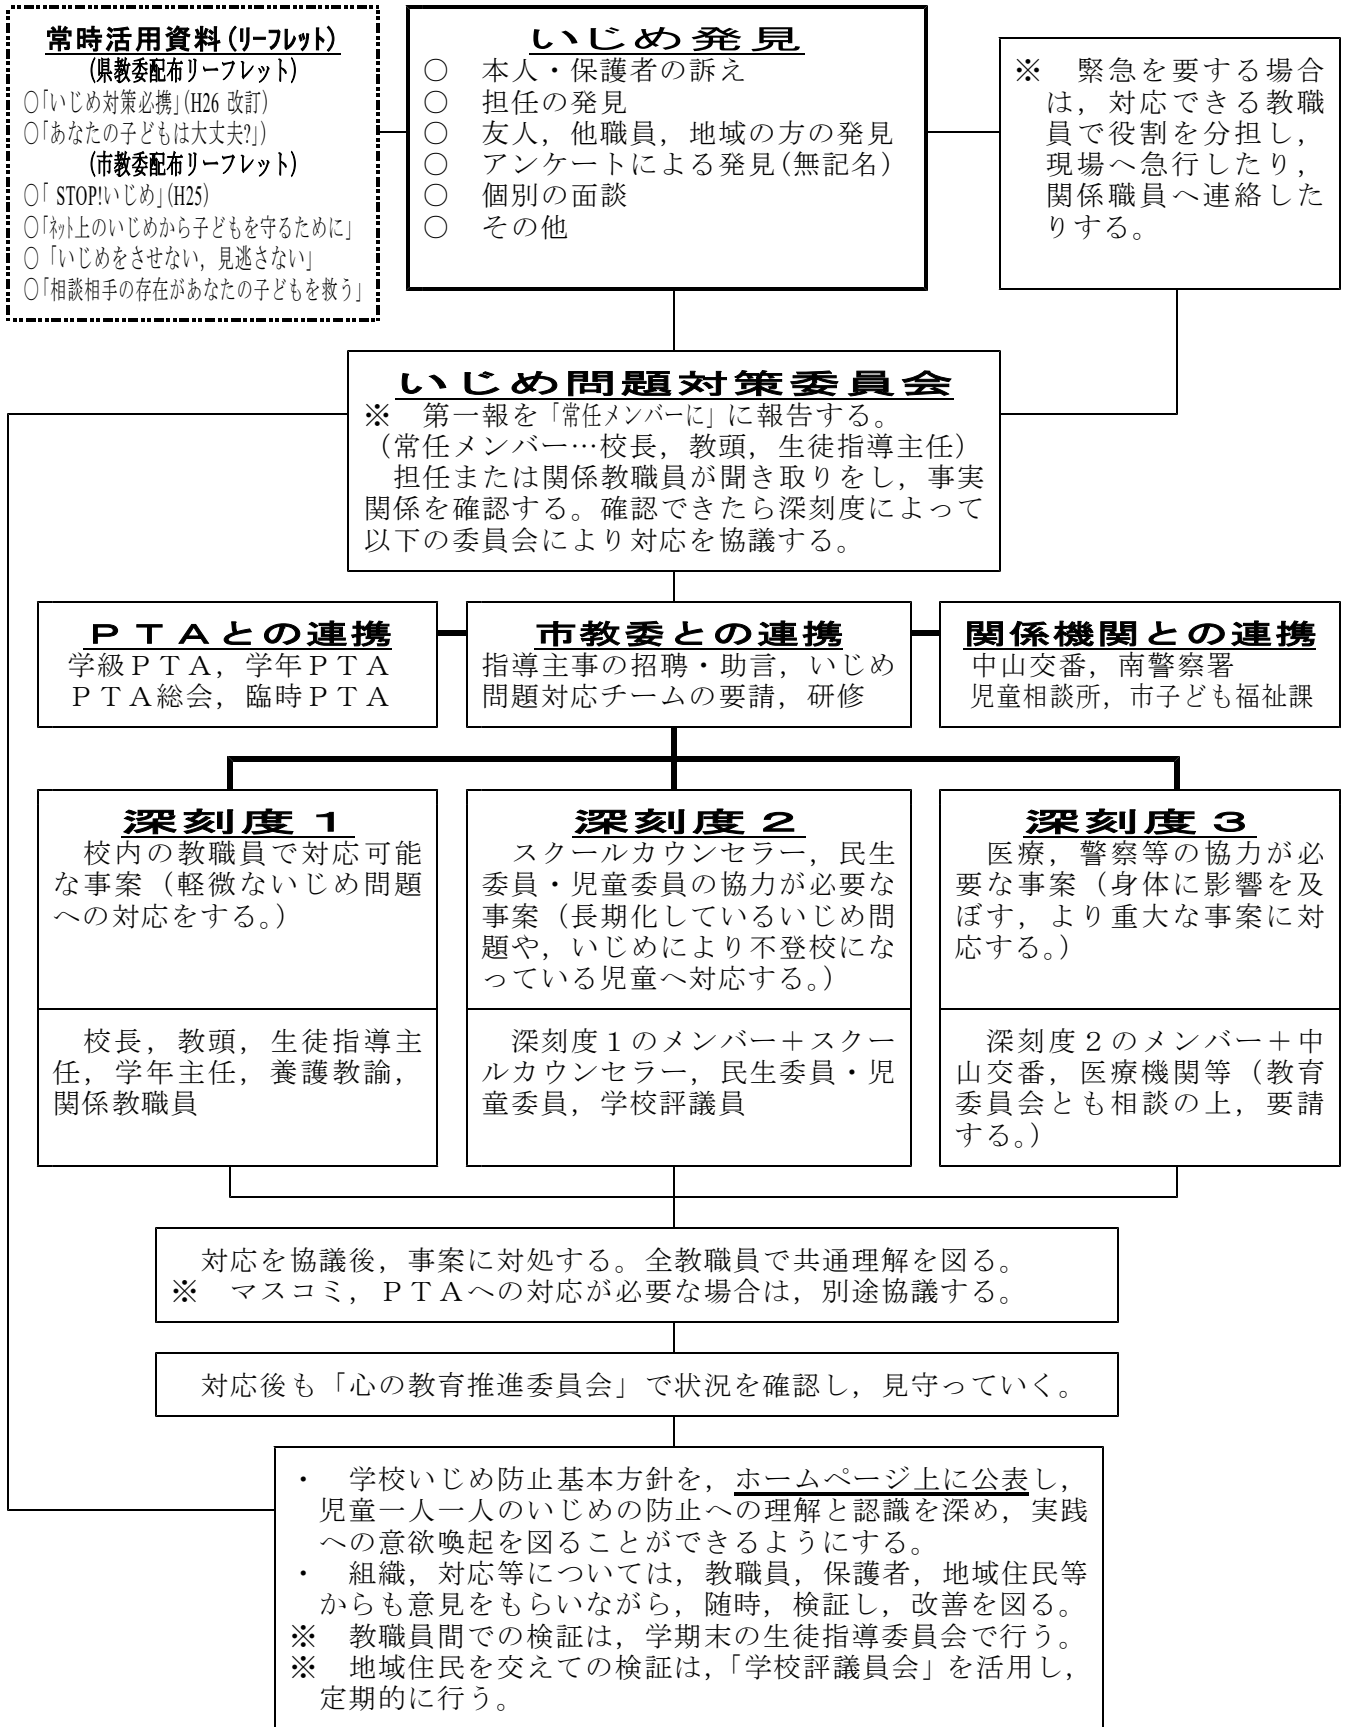 常時活用資料(リーフレット)
(県教委配布リーフレット)
○「いじめ対策必携」(H26 改訂)
○「あなたの子どもは大丈夫?」)
(市教委配布リーフレット)
○「 STOP!いじめ」(H25)
○「ネット上のいじめから子どもを守るために」
○「いじめをさせない，見逃さない」
○「相談相手の存在があなたの子どもを救う」
いじめ発見
○　本人・保護者の訴え
○　担任の発見
○　友人，他職員，地域の方の発見
○　アンケートによる発見(無記名)
○　個別の面談
○　その他
※　緊急を要する場合
は，対応できる教職
員で役割を分担し，
現場へ急行したり，
関係職員へ連絡した
りする。
いじめ問題対策委員会
※　第一報を「常任メンバーに」に報告する。
（常任メンバー…校長，教頭，生徒指導主任）
担任または関係教職員が聞き取りをし，事実
関係を確認する。確認できたら深刻度によって
以下の委員会により対応を協議する。
ＰＴＡとの連携
学級ＰＴＡ，学年ＰＴＡ
ＰＴＡ総会，臨時ＰＴＡ
市教委との連携
指導主事の招聘・助言，いじめ
問題対応チームの要請，研修
関係機関との連携
中山交番，南警察署
児童相談所，市子ども福祉課
深刻度１
校内の教職員で対応可能
な事案（軽微ないじめ問題
への対応をする。）
校長，教頭，生徒指導主
任，学年主任，養護教諭，
関係教職員
深刻度２
スクールカウンセラー，民生
委員・児童委員の協力が必要な
事案（長期化しているいじめ問
題や，いじめにより不登校にな
っている児童へ対応する。）
深刻度１のメンバー＋スクー
ルカウンセラー，民生委員・児
童委員，学校評議員
深刻度３
医療，警察等の協力が必
要な事案（身体に影響を及
ぼす，より重大な事案に対
応する。）
深刻度２のメンバー＋中
山交番，医療機関等（教育
委員会とも相談の上，要請
する。）
対応を協議後，事案に対処する。全教職員で共通理解を図る。
※　マスコミ，ＰＴＡへの対応が必要な場合は，別途協議する。
対応後も「心の教育推進委員会」で状況を確認し，見守っていく。
・　学校いじめ防止基本方針を，ホームページ上に公表し，
児童一人一人のいじめの防止への理解と認識を深め，実践
への意欲喚起を図ることができるようにする。
・　組織，対応等については，教職員，保護者，地域住民等
からも意見をもらいながら，随時，検証し，改善を図る。
※　教職員間での検証は，学期末の生徒指導委員会で行う。
※　地域住民を交えての検証は，「学校評議員会」を活用し，
定期的に行う。